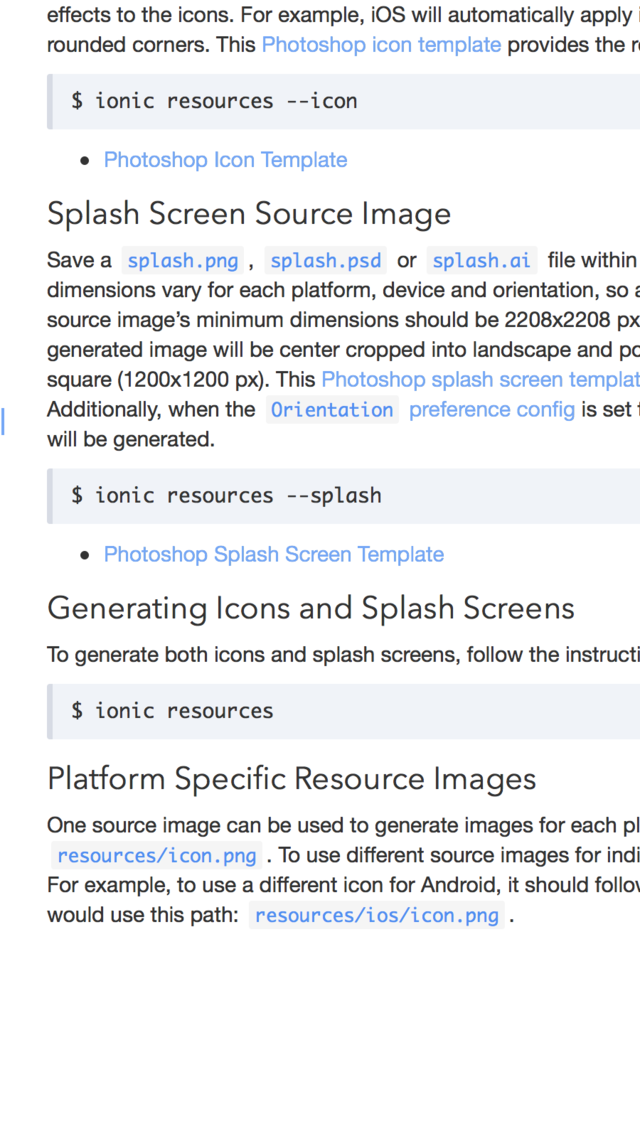 effects to the icons. For example, iOS will automatically apply
rounded corners. This Photoshop icon template provides the
$ ionic resources --icon
• Photoshop Icon Template
Splash Screen Source Image
Save a splash.png , splash.psd or splash.ai file within
dimensions vary for each platform, device and orientation, so
source image’s minimum dimensions should be 2208x2208 px
generated image will be center cropped into landscape and
square (1200x1200 px). This Photoshop splash screen templat
Additionally, when the Orientation preference config is set
will be generated.
$ ionic resources --splash
• Photoshop Splash Screen Template
Generating Icons and Splash Screens
To generate both icons and splash screens, follow the instructi
$ ionic resources
Platform Specific Resource Images
One source image can be used to generate images for each pl
resources/icon.png . To use different source images for indi
For example, to use a different icon for Android, it should follow
would use this path: resources/ios/icon.png .